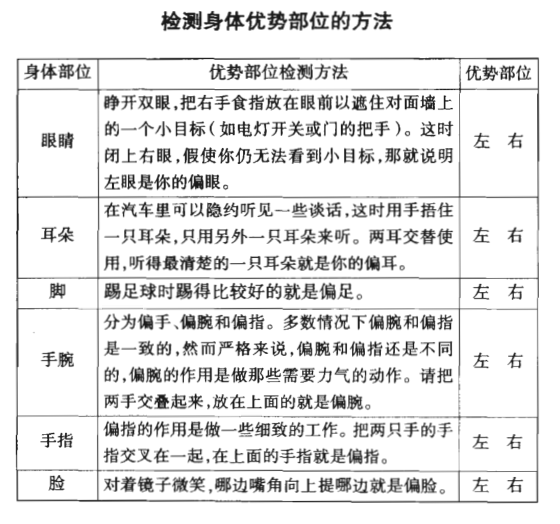 检测身体优势部位的方法
身体部位 优势部位检测方法 优势部位
眼睛
睁开双眼,把右手食指放在眼前以遮住对面墙上
的一个小目标(如电灯开关或门的把手)。这时
闭上右眼,假使你仍无法看到小目标,那就说明
左眼是你的偏眼。
左 右
耳朵
在汽车里可以隐约听见一些谈话,这时用手捂住
一只耳朵,只用另外一只耳朵来听。两耳交替使
用,听得最清楚的一只耳朵就是你的偏耳。
左 右
脚 踢足球时踢得比较好的就是偏足。 左 右
手腕
分为偏手、偏腕和偏指。多数情况下偏腕和偏指
是一致的,然而严格来说,偏腕和偏指还是不同
的,偏腕的作用是做那些需要力气的动作。请把
两手交叠起来,放在上面的就是偏腕。
左 右
手指
偏指的作用是做一些细致的工作。把两只手的手
指交叉在一起,在上面的手指就是偏指。
左 右
脸 对着镜子微笑,哪边嘴角向上提哪边就是偏脸。 左 右